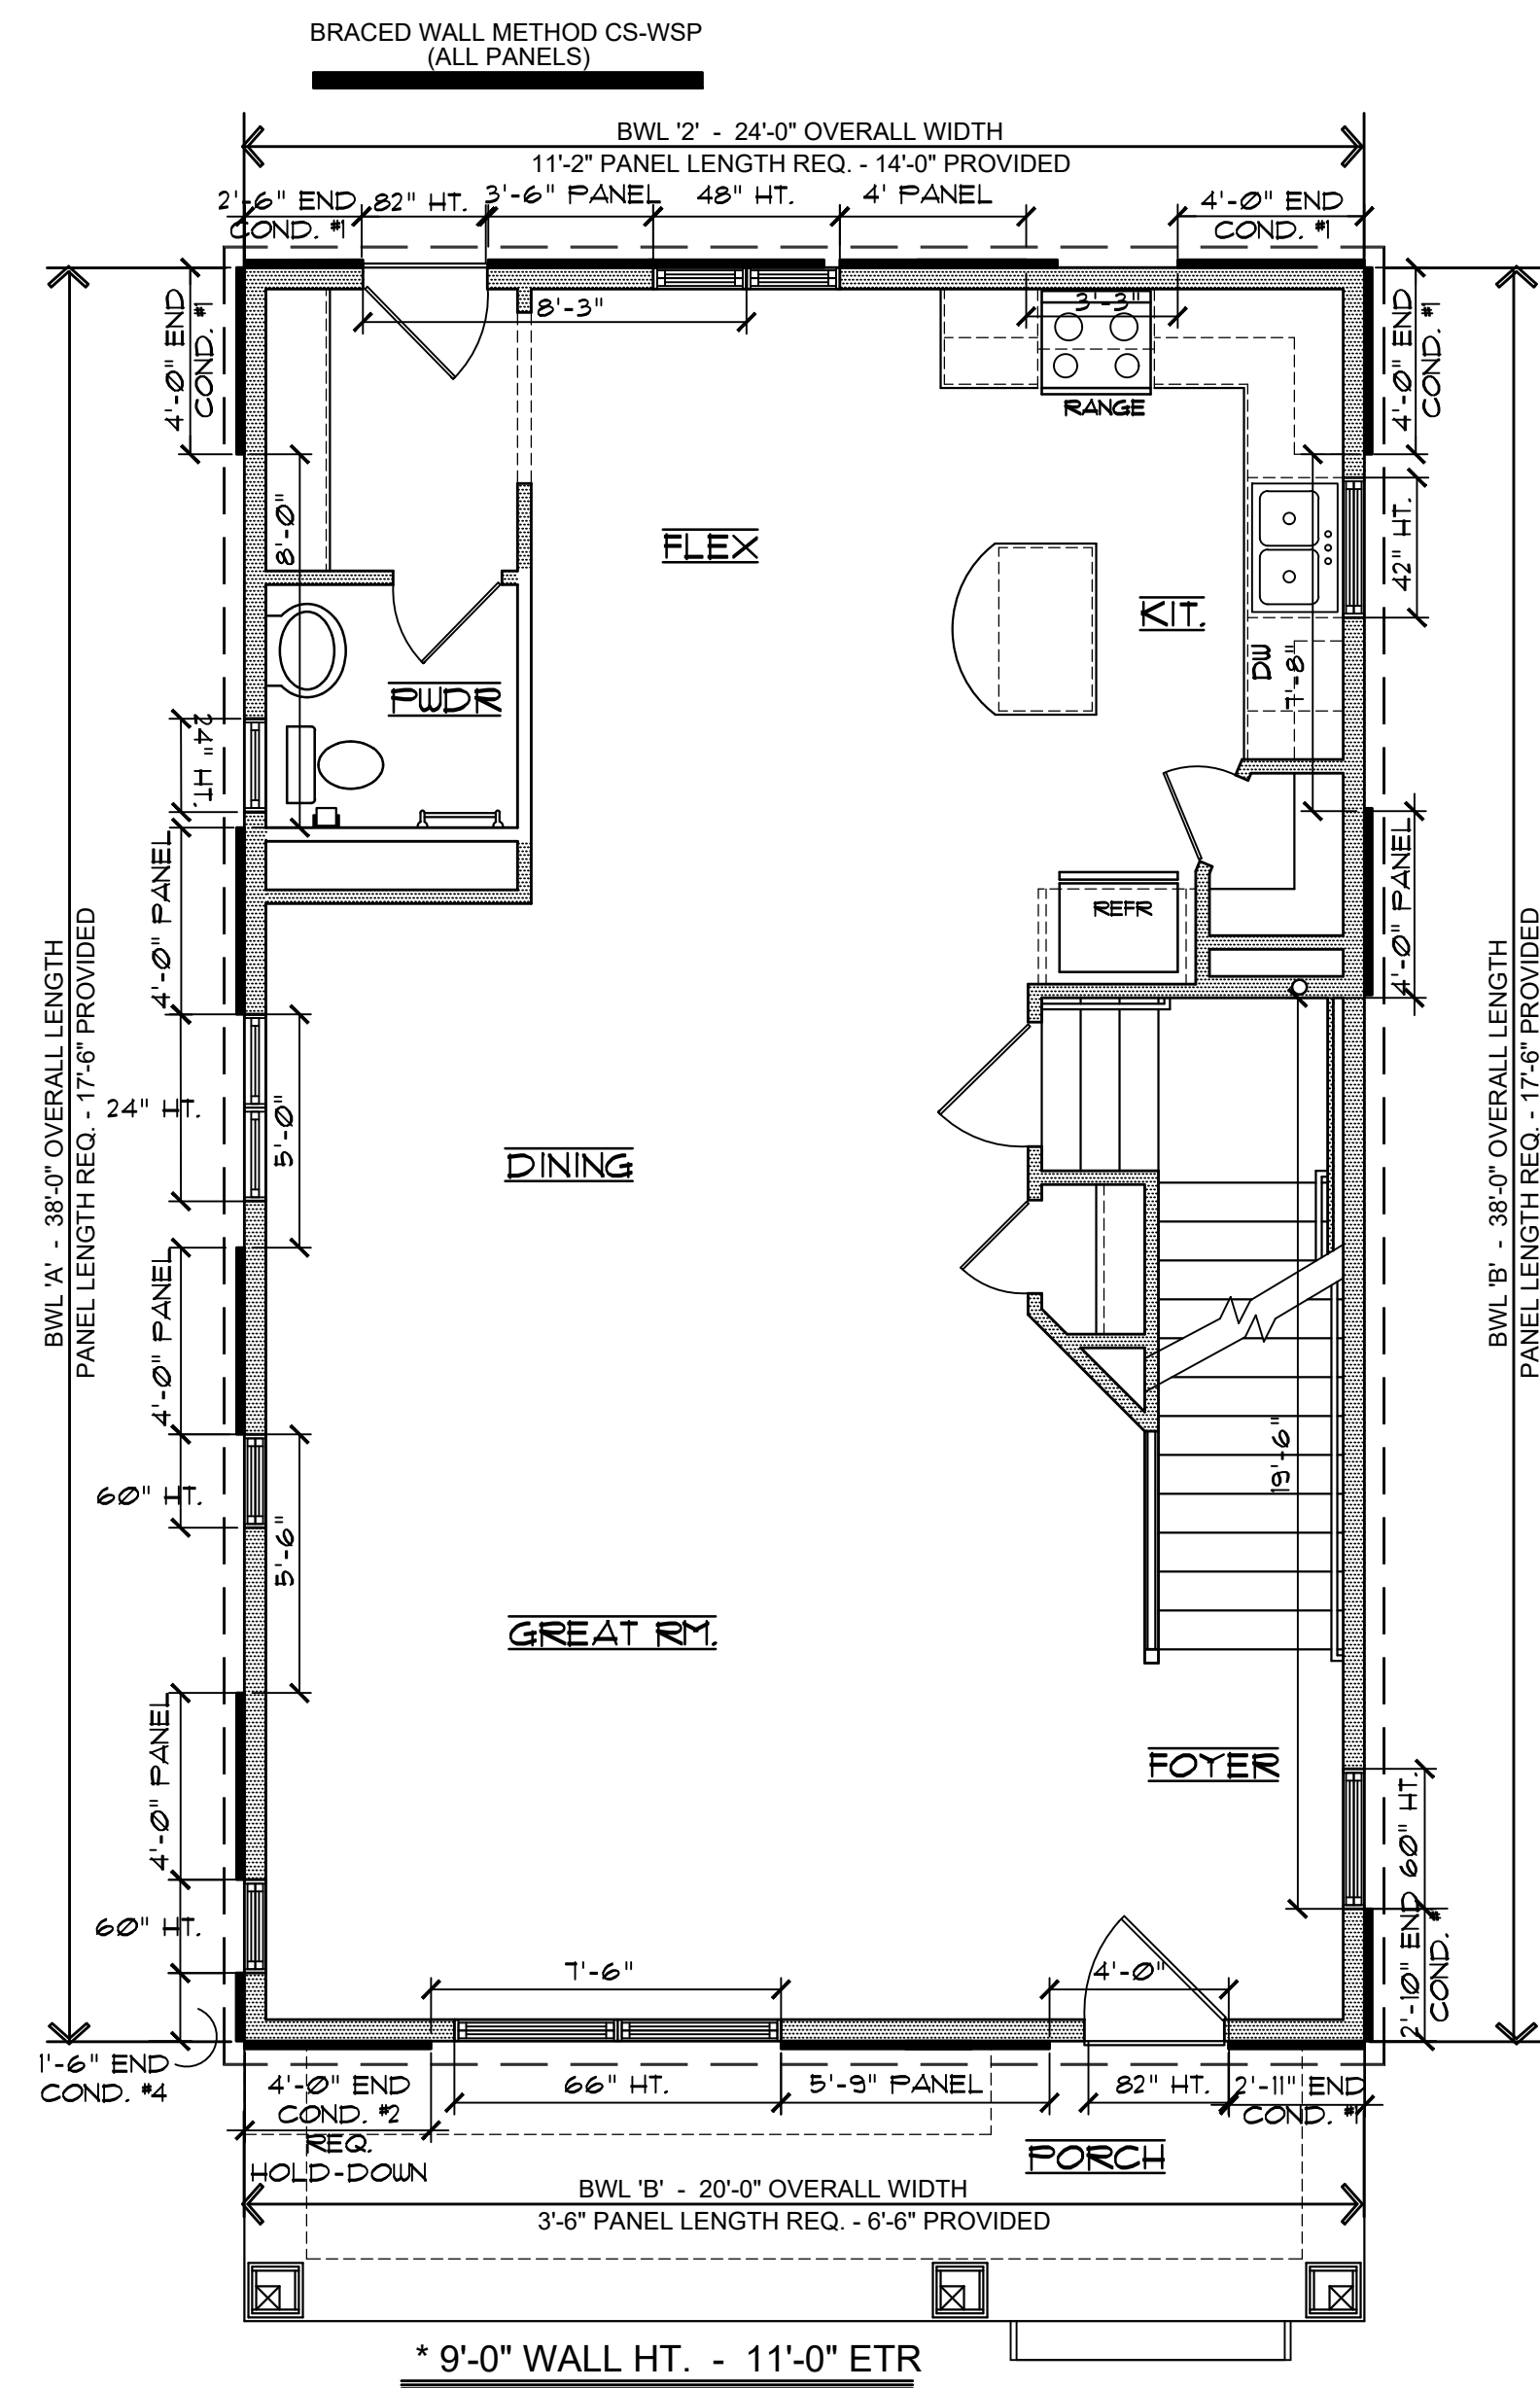 BRACED WALL METHOD CS-WSP
(ALL PANELS)
BWL '2' - 24'-0" OVERALL WIDTH
11'-2" PANEL LENGTH REQ. - 14'-0" PROVIDED
2'-6" END
COND. #1
82" HT.
3'-6" PANEL
48" HT.
4' PANEL
4'-0" END
COND. #1
4'-0" END
COND. #1
8'-3"
3'-3"
RANGE
4'-0" END
COND. #1
8'-0"
FLEX
KIT.
42" HT.
DW
7'-8"
PWDR
24" HT.
4'-0" PANEL
REFR
4'-0" PANEL
BWL 'A' - 38'-0" OVERALL LENGTH
PANEL LENGTH REQ. - 17'-6" PROVIDED
BWL 'B' - 38'-0" OVERALL LENGTH
PANEL LENGTH REQ. - 17'-6" PROVIDED
24" HT.
5'-0"
DINING
4'-0" PANEL
60" HT.
5'-6"
19'-6"
GREAT RM.
4'-0" PANEL
FOYER
60" HT.
60" HT.
2'-10" END
COND. #
7'-6"
4'-0"
1'-6" END
COND. #4
4'-0" END
COND. #2
REQ.
HOLD-DOWN
66" HT.
5'-9" PANEL
82" HT.
2'-11" END
COND. #1
PORCH
BWL 'B' - 20'-0" OVERALL WIDTH
3'-6" PANEL LENGTH REQ. - 6'-6" PROVIDED
* 9'-0" WALL HT. - 11'-0" ETR